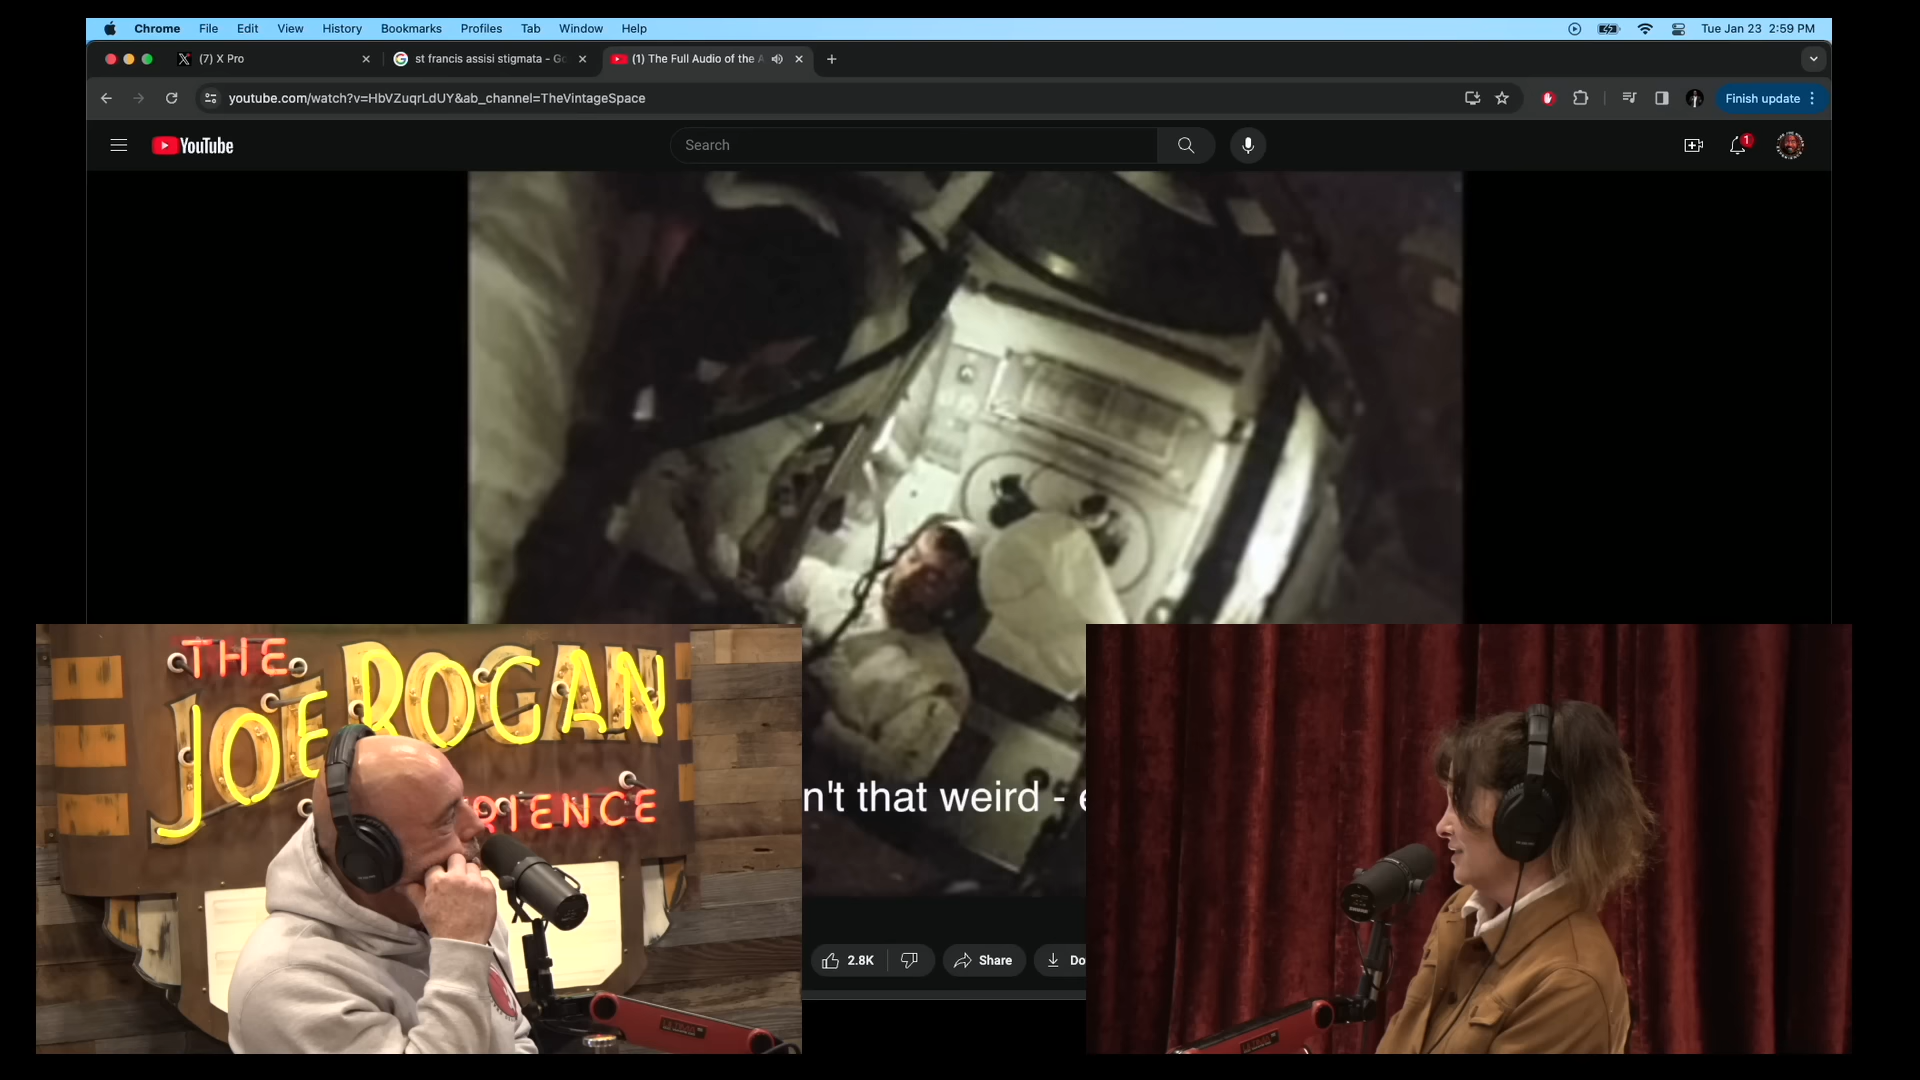 Chrome File Edit View History Bookmarks Profiles Tab Window Help Tue Jan 23 2:59 PM
(7) X Pro st francis assisi stigmata - Go (1) The Full Audio of the A
youtube.com/watch?v=HbVZuqrLdUY&ab_channel=TheVintageSpace Finish update
YouTube Search 1
THE
JOE ROGAN
RIENCE
n't that weird - e
2.8K Share Do